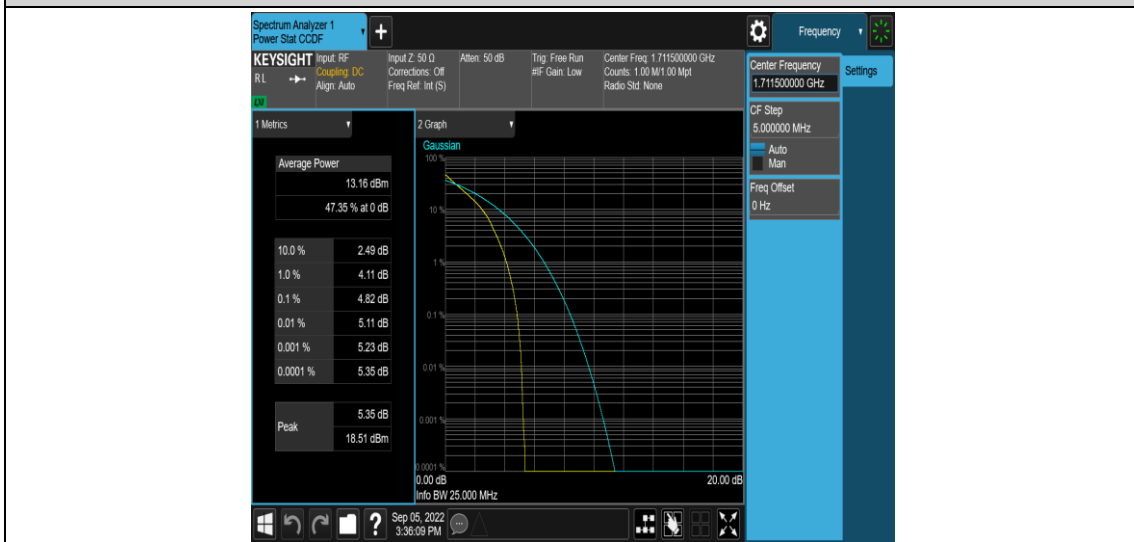 Spectrum Analyzer 1
Power Stat CCDF
+
Frequency
KEYSIGHT
RL
LXI
Input: RF
Coupling: DC
Align: Auto
Input Z: 50 Ω
Corrections: Off
Freq Ref: Int (S)
Atten: 50 dB
Trig: Free Run
#IF Gain: Low
Center Freq: 1.711500000 GHz
Counts: 1.00 M/1.00 Mpt
Radio Std: None
Center Frequency
1.711500000 GHz
Settings
CF Step
5.000000 MHz
Auto
Man
Freq Offset
0 Hz
1 Metrics
Average Power
13.16 dBm
47.35 % at 0 dB
10.0 % 2.49 dB
1.0 % 4.11 dB
0.1 % 4.82 dB
0.01 % 5.11 dB
0.001 % 5.23 dB
0.0001 % 5.35 dB
Peak
5.35 dB
18.51 dBm
2 Graph
Gaussian
100 %
10 %
1 %
0.1 %
0.01 %
0.001 %
0.0001 %
0.00 dB 20.00 dB
Info BW 25.000 MHz
?
Sep 05, 2022
3:36:09 PM